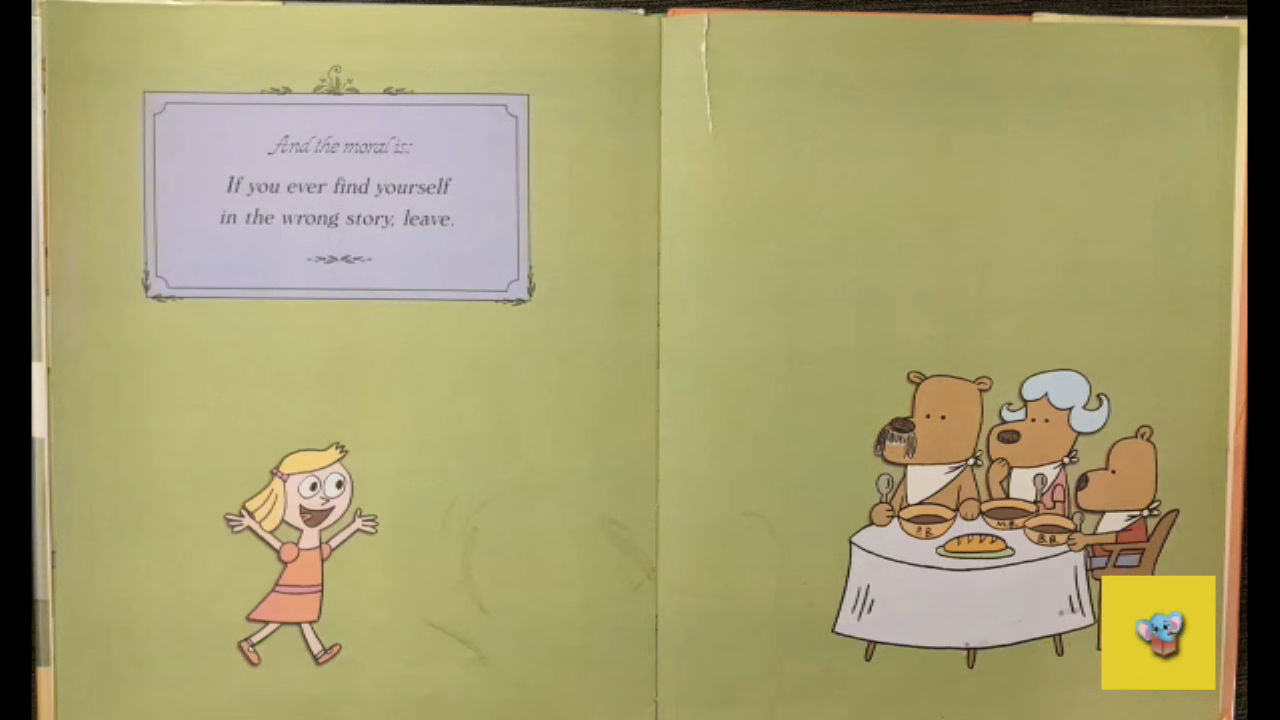 And the moral is:
If you ever find yourself
in the wrong story, leave.
P.B.
M.B.
B.B.